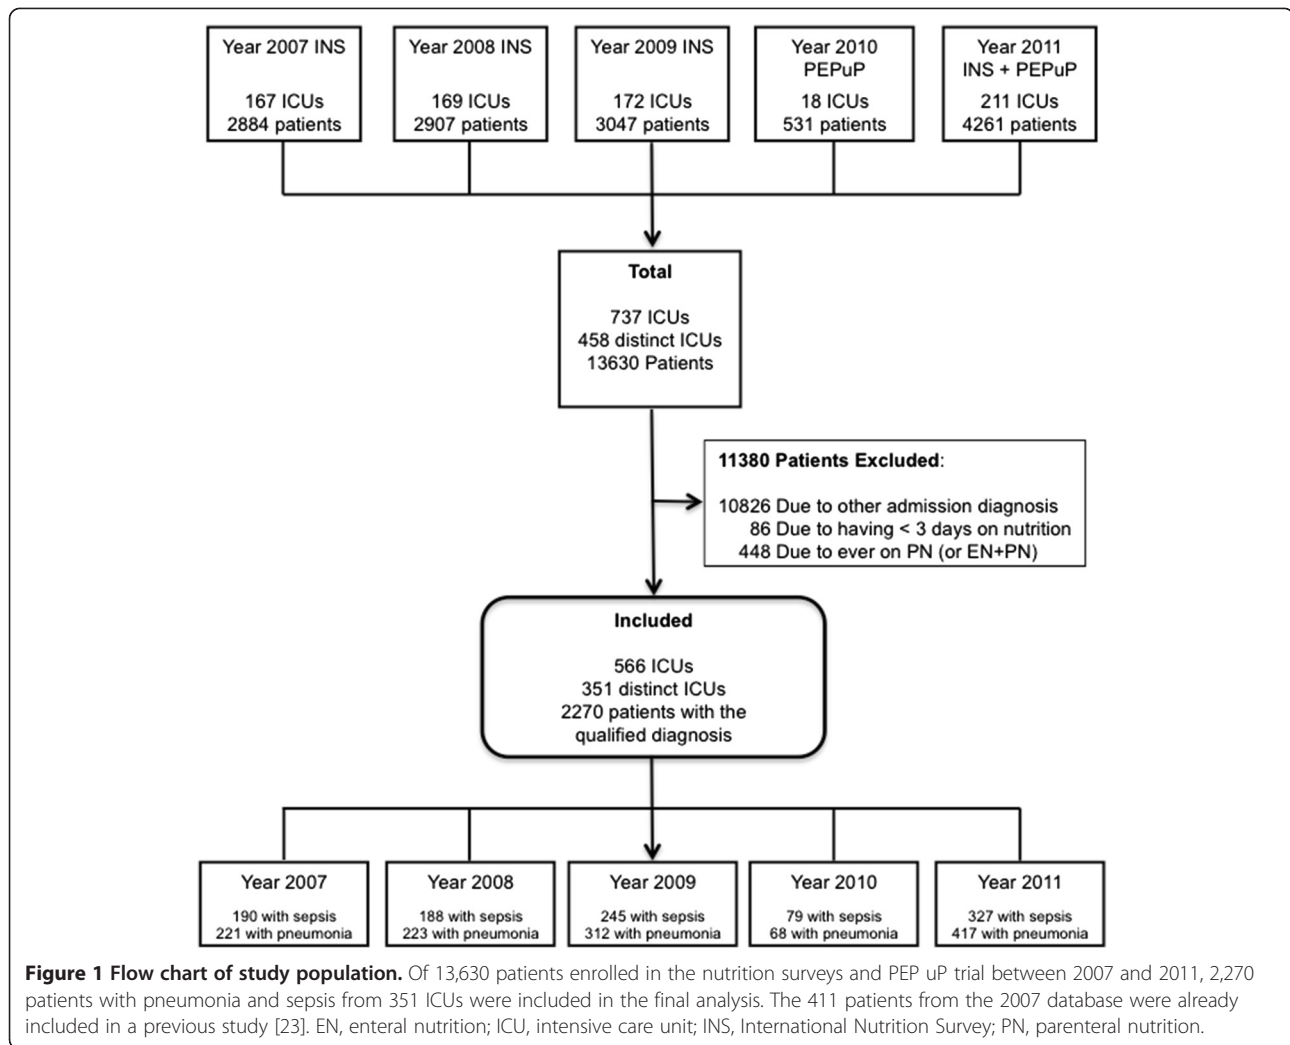 Year 2007 INS
167 ICUs
2884 patients
Year 2008 INS
169 ICUs
2907 patients
Year 2009 INS
172 ICUs
3047 patients
Year 2010
PEPuP
18 ICUs
531 patients
Year 2011
INS + PEPuP
211 ICUs
4261 patients
Total
737 ICUs
458 distinct ICUs
13630 Patients
11380 Patients Excluded:
10826 Due to other admission diagnosis
86 Due to having < 3 days on nutrition
448 Due to ever on PN (or EN+PN)
Included
566 ICUs
351 distinct ICUs
2270 patients with the
qualified diagnosis
Year 2007
190 with sepsis
221 with pneumonia
Year 2008
188 with sepsis
223 with pneumonia
Year 2009
245 with sepsis
312 with pneumonia
Year 2010
79 with sepsis
68 with pneumonia
Year 2011
327 with sepsis
417 with pneumonia
Figure 1 Flow chart of study population. Of 13,630 patients enrolled in the nutrition surveys and PEP uP trial between 2007 and 2011, 2,270
patients with pneumonia and sepsis from 351 ICUs were included in the final analysis. The 411 patients from the 2007 database were already
included in a previous study [23]. EN, enteral nutrition; ICU, intensive care unit; INS, International Nutrition Survey; PN, parenteral nutrition.